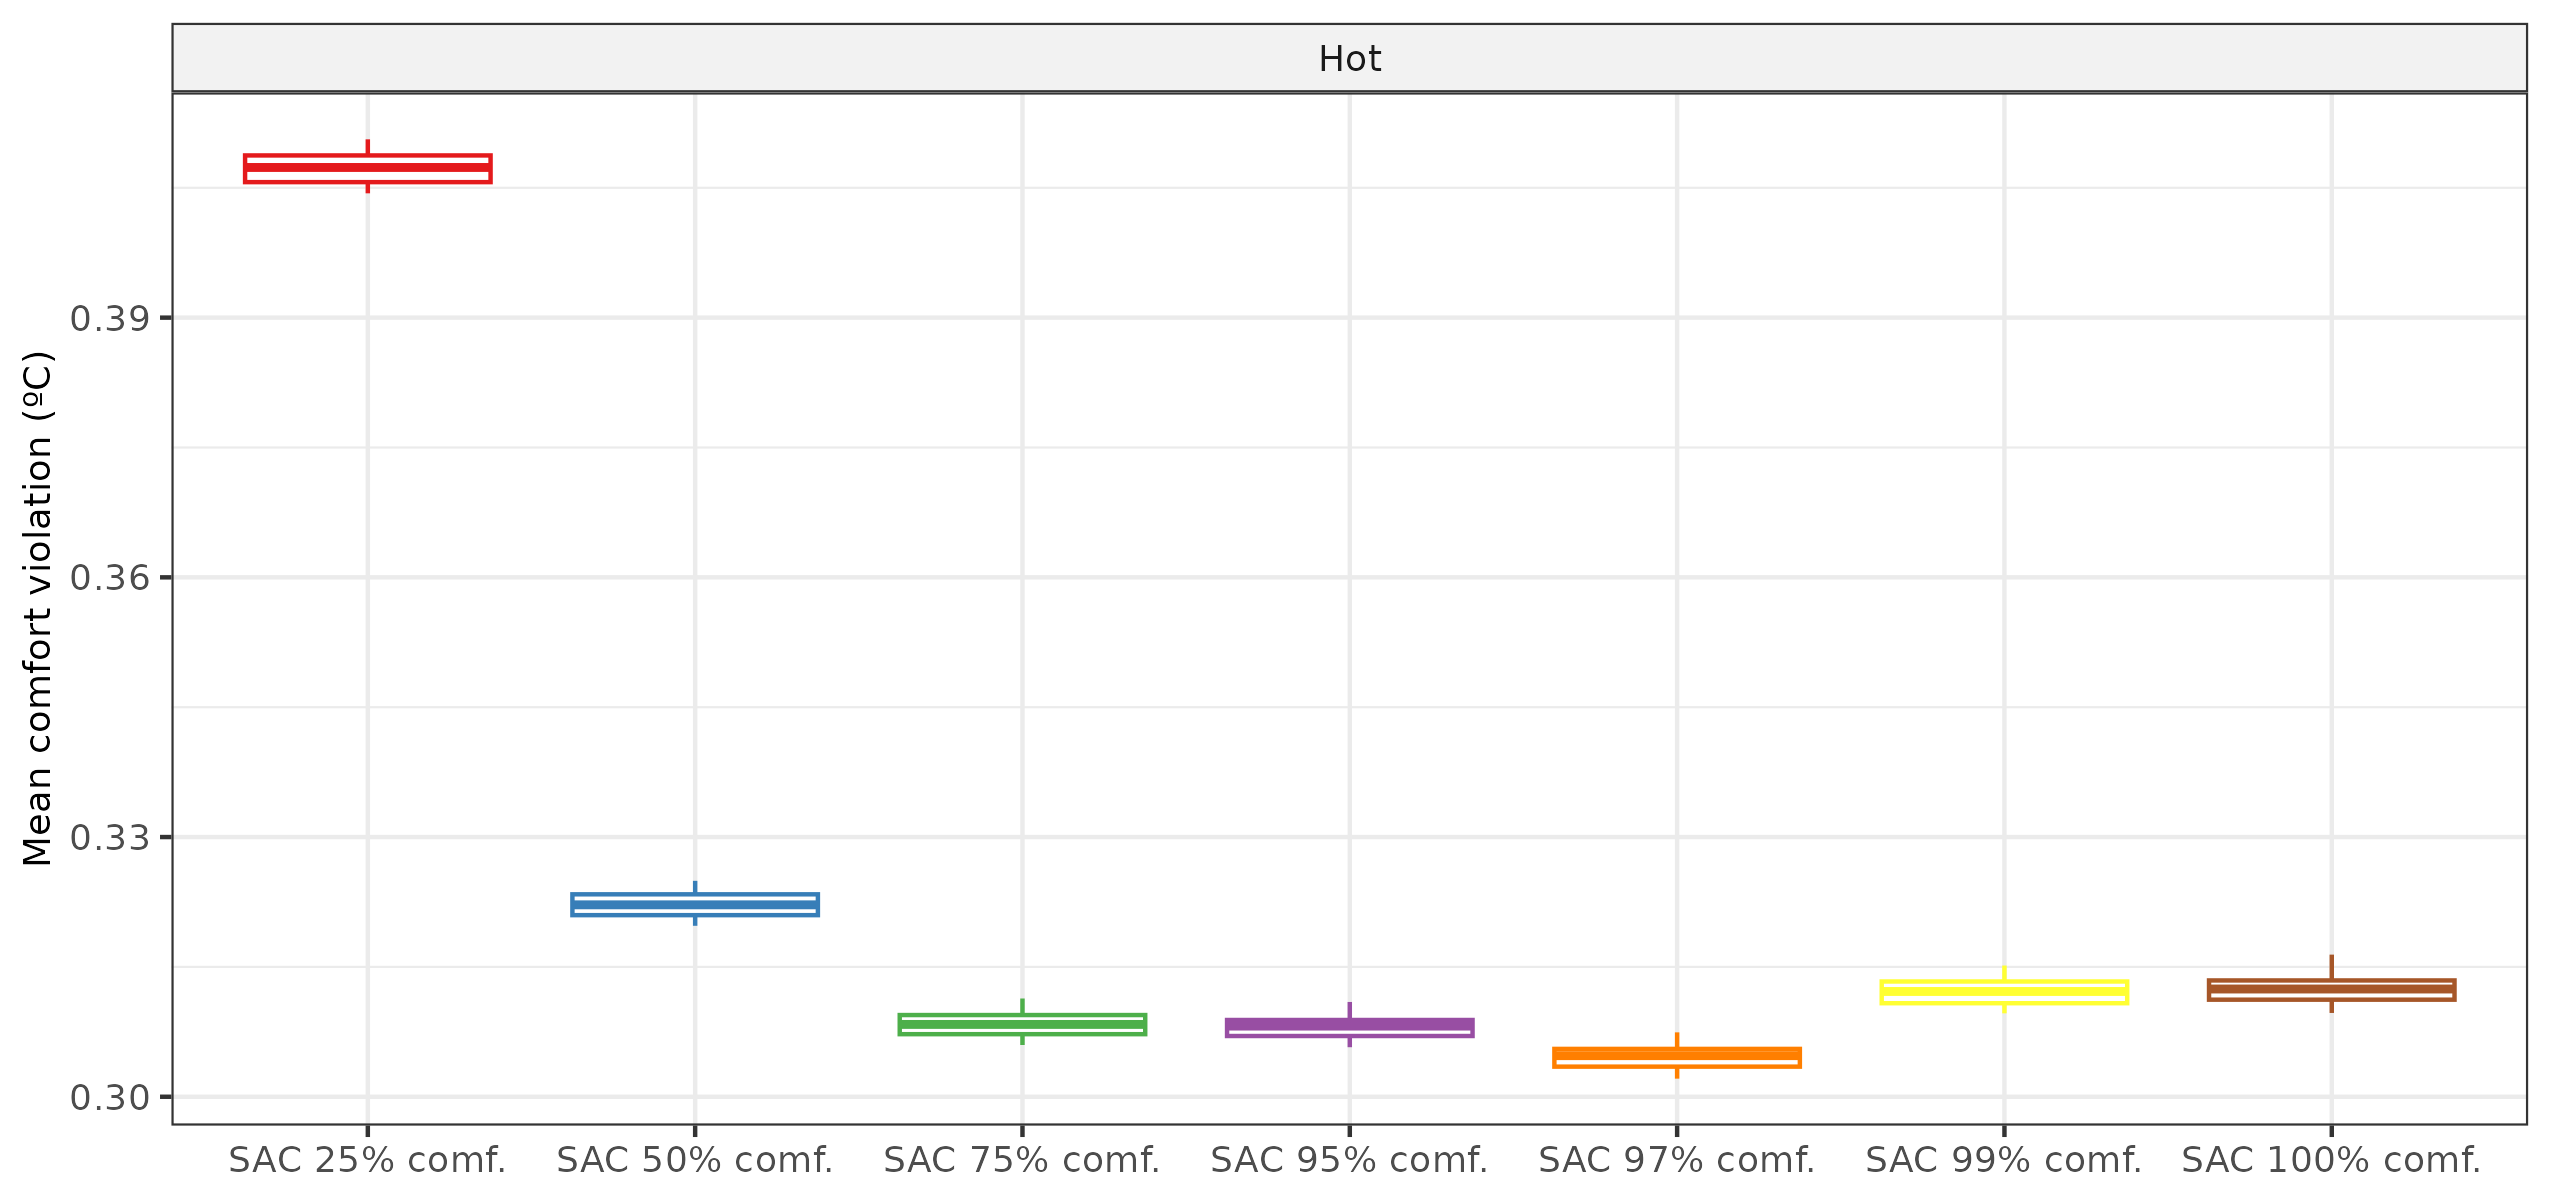 Hot
Mean comfort violation (ºC)
0.39
0.36
0.33
0.30
SAC 25% comf.
SAC 50% comf.
SAC 75% comf.
SAC 95% comf.
SAC 97% comf.
SAC 99% comf.
SAC 100% comf.